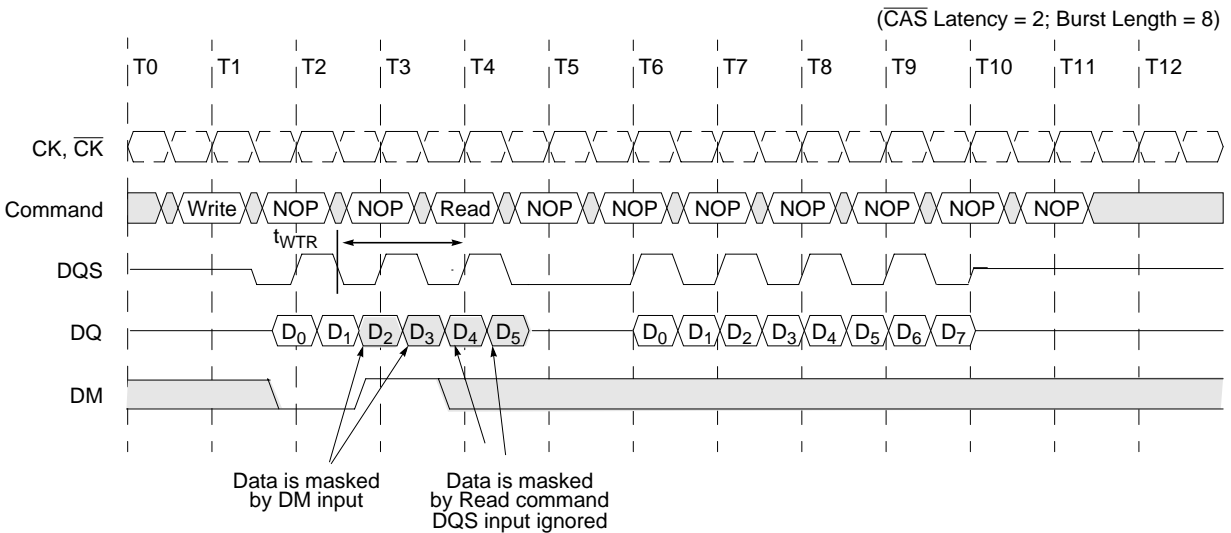 (CAS Latency = 2; Burst Length = 8)
T0 T1 T2 T3 T4 T5 T6 T7 T8 T9 T10 T11 T12
CK, CK
Command Write NOP NOP Read NOP NOP NOP NOP NOP NOP NOP
tWTR
DQS
DQ D0 D1 D2 D3 D4 D5 D0 D1 D2 D3 D4 D5 D6 D7
DM
Data is masked
by DM input
Data is masked
by Read command
DQS input ignored